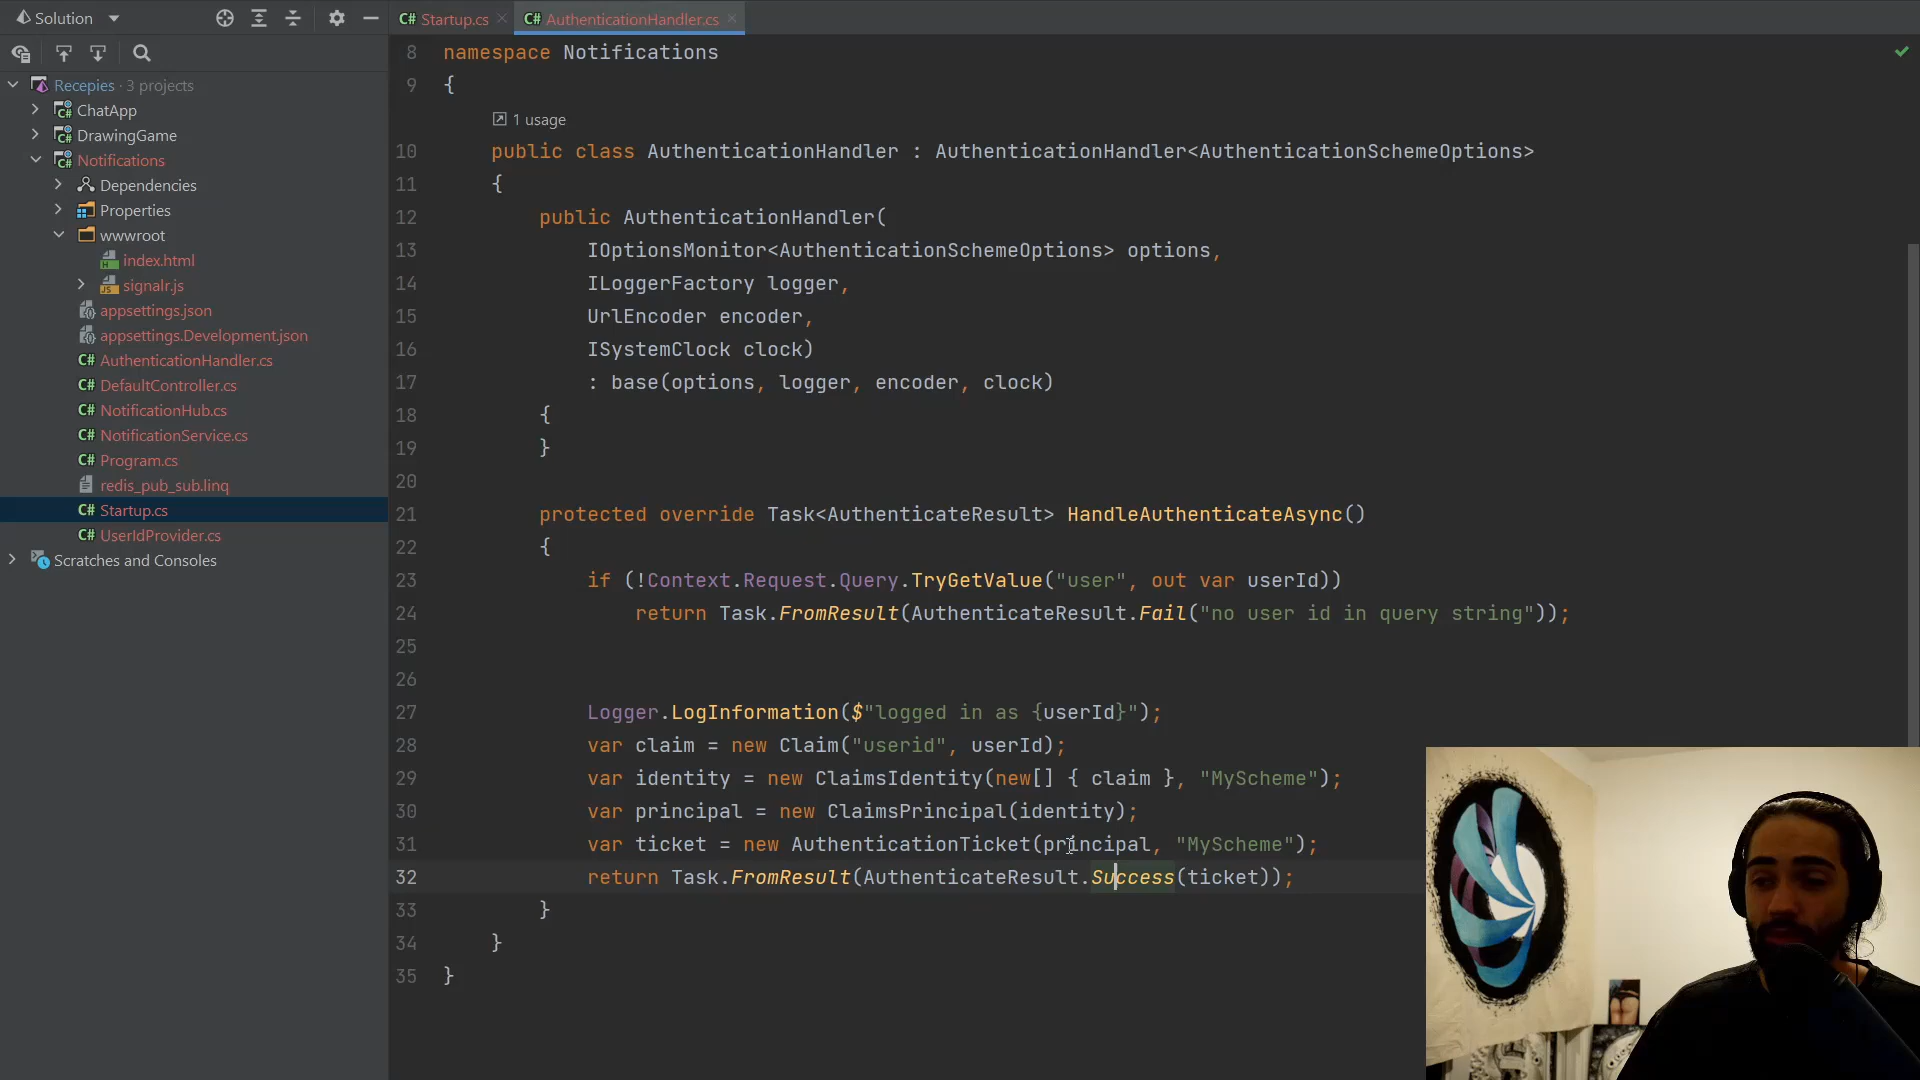 Solution
Startup.cs
AuthenticationHandler.cs
Recepies · 3 projects
ChatApp
DrawingGame
Notifications
Dependencies
Properties
wwwroot
index.html
signalr.js
appsettings.json
appsettings.Development.json
C# AuthenticationHandler.cs
C# DefaultController.cs
C# NotificationHub.cs
C# NotificationService.cs
C# Program.cs
redis_pub_sub.linq
C# Startup.cs
C# UserIdProvider.cs
Scratches and Consoles
8 namespace Notifications
9 {
1 usage
10 public class AuthenticationHandler : AuthenticationHandler<AuthenticationSchemeOptions>
11 {
12 public AuthenticationHandler(
13 IOptionsMonitor<AuthenticationSchemeOptions> options,
14 ILoggerFactory logger,
15 UrlEncoder encoder,
16 ISystemClock clock)
17 : base(options, logger, encoder, clock)
18 {
19 }
20
21 protected override Task<AuthenticateResult> HandleAuthenticateAsync()
22 {
23 if (!Context.Request.Query.TryGetValue("user", out var userId))
24 return Task.FromResult(AuthenticateResult.Fail("no user id in query string"));
25
26
27 Logger.LogInformation($"logged in as {userId}");
28 var claim = new Claim("userid", userId);
29 var identity = new ClaimsIdentity(new[] { claim }, "MyScheme");
30 var principal = new ClaimsPrincipal(identity);
31 var ticket = new AuthenticationTicket(principal, "MyScheme");
32 return Task.FromResult(AuthenticateResult.Success(ticket));
33 }
34 }
35 }